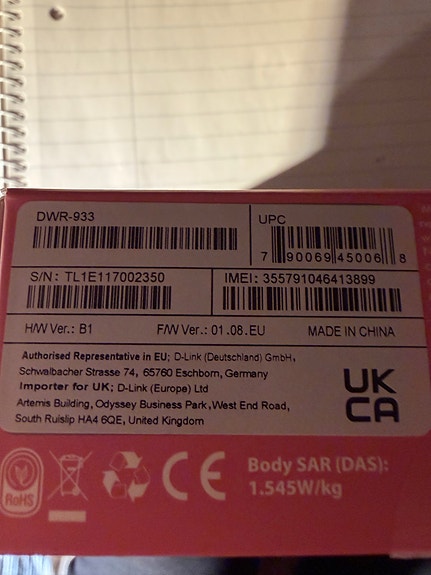 DWR-933
UPC
7 90069 45006 8
S/N: TL1E117002350
IMEI: 355791046413899
H/W Ver.: B1 F/W Ver.: 01.08.EU MADE IN CHINA
Authorised Representative in EU; D-Link (Deutschland) GmbH,
Schwalbacher Strasse 74, 65760 Eschborn, Germany
Importer for UK; D-Link (Europe) Ltd
Artemis Building, Odyssey Business Park, West End Road,
South Ruislip HA4 6QE, United Kingdom
UK
CA
RoHS
CE
Body SAR (DAS):
1.545W/kg